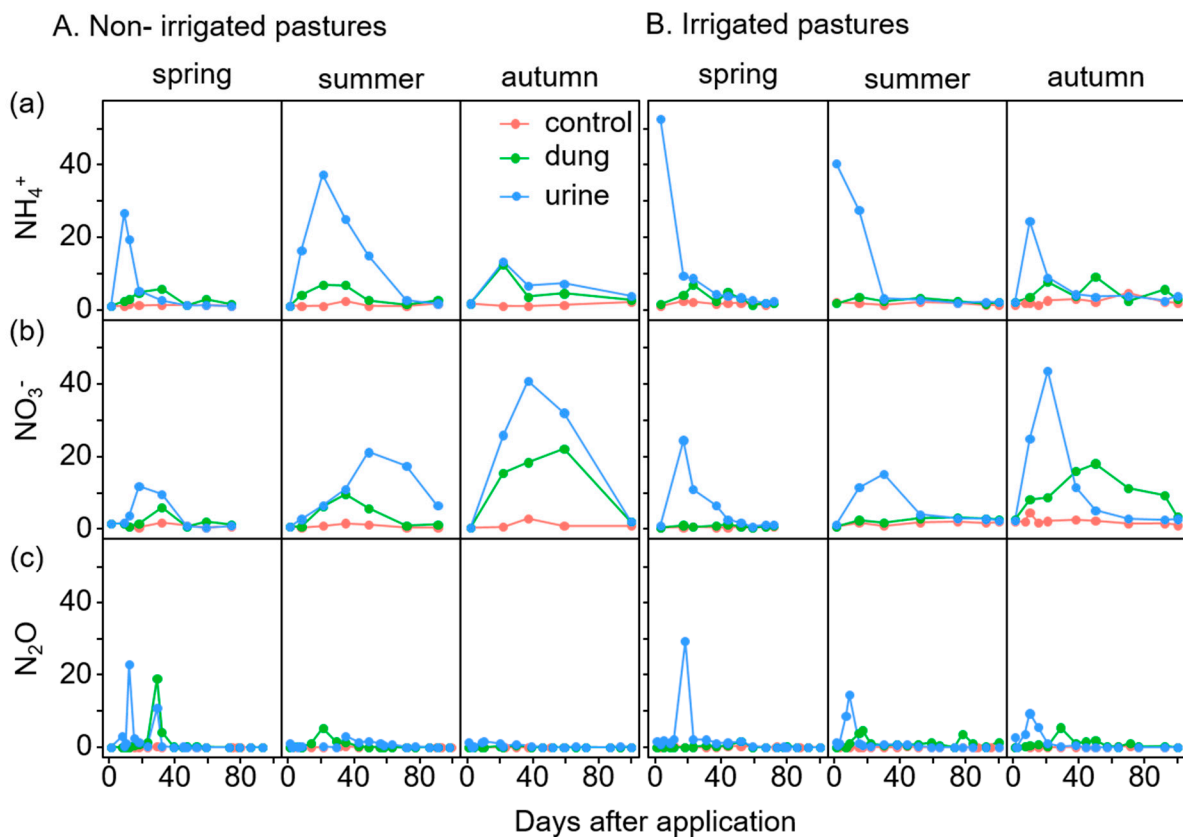 A. Non- irrigated pastures B. Irrigated pastures
spring summer autumn spring summer autumn
(a)
control
dung
urine
NH₄⁺
40
20
0
(b)
NO₃⁻
40
20
0
(c)
N₂O
40
20
0
0 40 80 0 40 80 0 40 80 0 40 80 0 40 80 0 40 80
Days after application